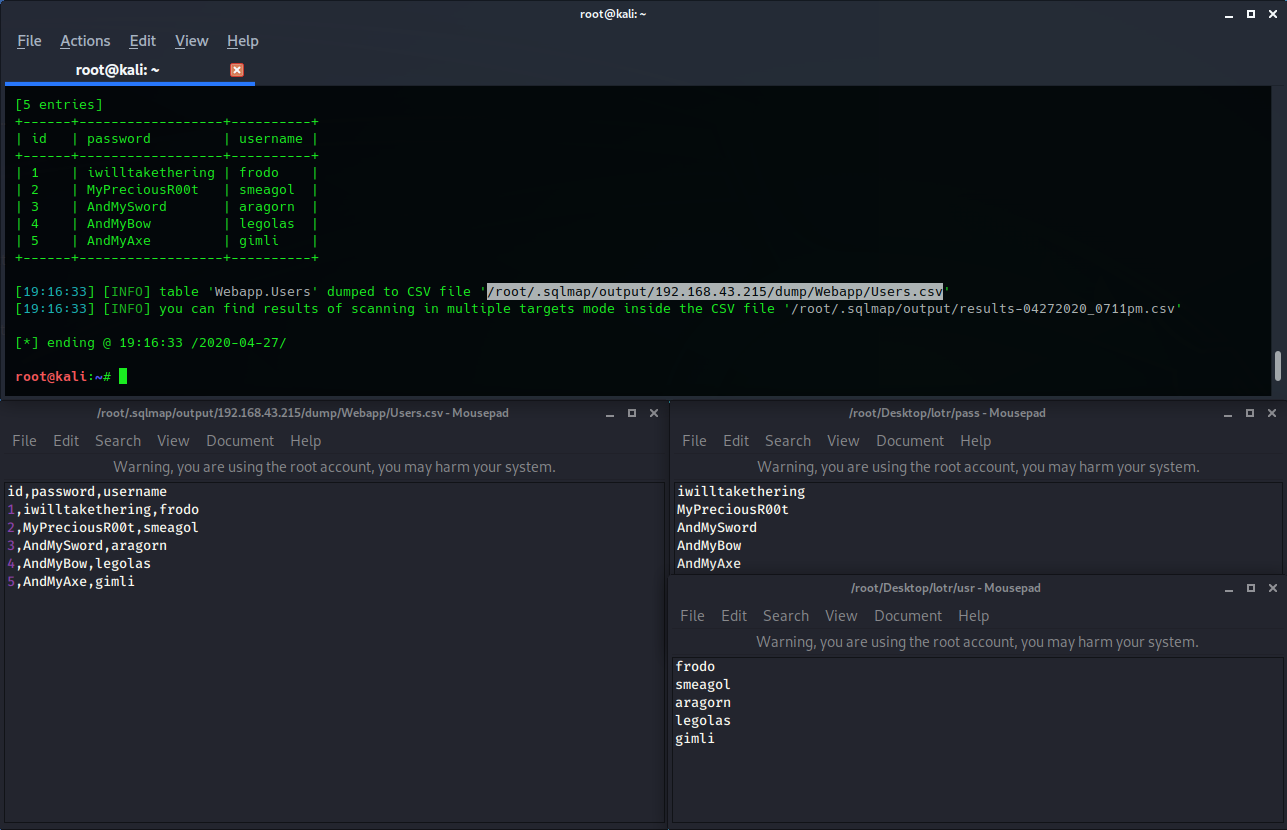 root@kali: ~
File Actions Edit View Help
root@kali: ~
[5 entries]
+------+------------------+----------+
| id   | password         | username |
+------+------------------+----------+
| 1    | iwilltakethering | frodo    |
| 2    | MyPreciousR00t   | smeagol  |
| 3    | AndMySword       | aragorn  |
| 4    | AndMyBow         | legolas  |
| 5    | AndMyAxe         | gimli    |
+------+------------------+----------+
[19:16:33] [INFO] table 'Webapp.Users' dumped to CSV file '/root/.sqlmap/output/192.168.43.215/dump/Webapp/Users.csv'
[19:16:33] [INFO] you can find results of scanning in multiple targets mode inside the CSV file '/root/.sqlmap/output/results-04272020_0711pm.csv'
[*] ending @ 19:16:33 /2020-04-27/
root@kali:~#
/root/.sqlmap/output/192.168.43.215/dump/Webapp/Users.csv - Mousepad
File Edit Search View Document Help
Warning, you are using the root account, you may harm your system.
id,password,username
1,iwilltakethering,frodo
2,MyPreciousR00t,smeagol
3,AndMySword,aragorn
4,AndMyBow,legolas
5,AndMyAxe,gimli
/root/Desktop/lotr/pass - Mousepad
File Edit Search View Document Help
Warning, you are using the root account, you may harm your system.
iwilltakethering
MyPreciousR00t
AndMySword
AndMyBow
AndMyAxe
/root/Desktop/lotr/usr - Mousepad
File Edit Search View Document Help
Warning, you are using the root account, you may harm your system.
frodo
smeagol
aragorn
legolas
gimli